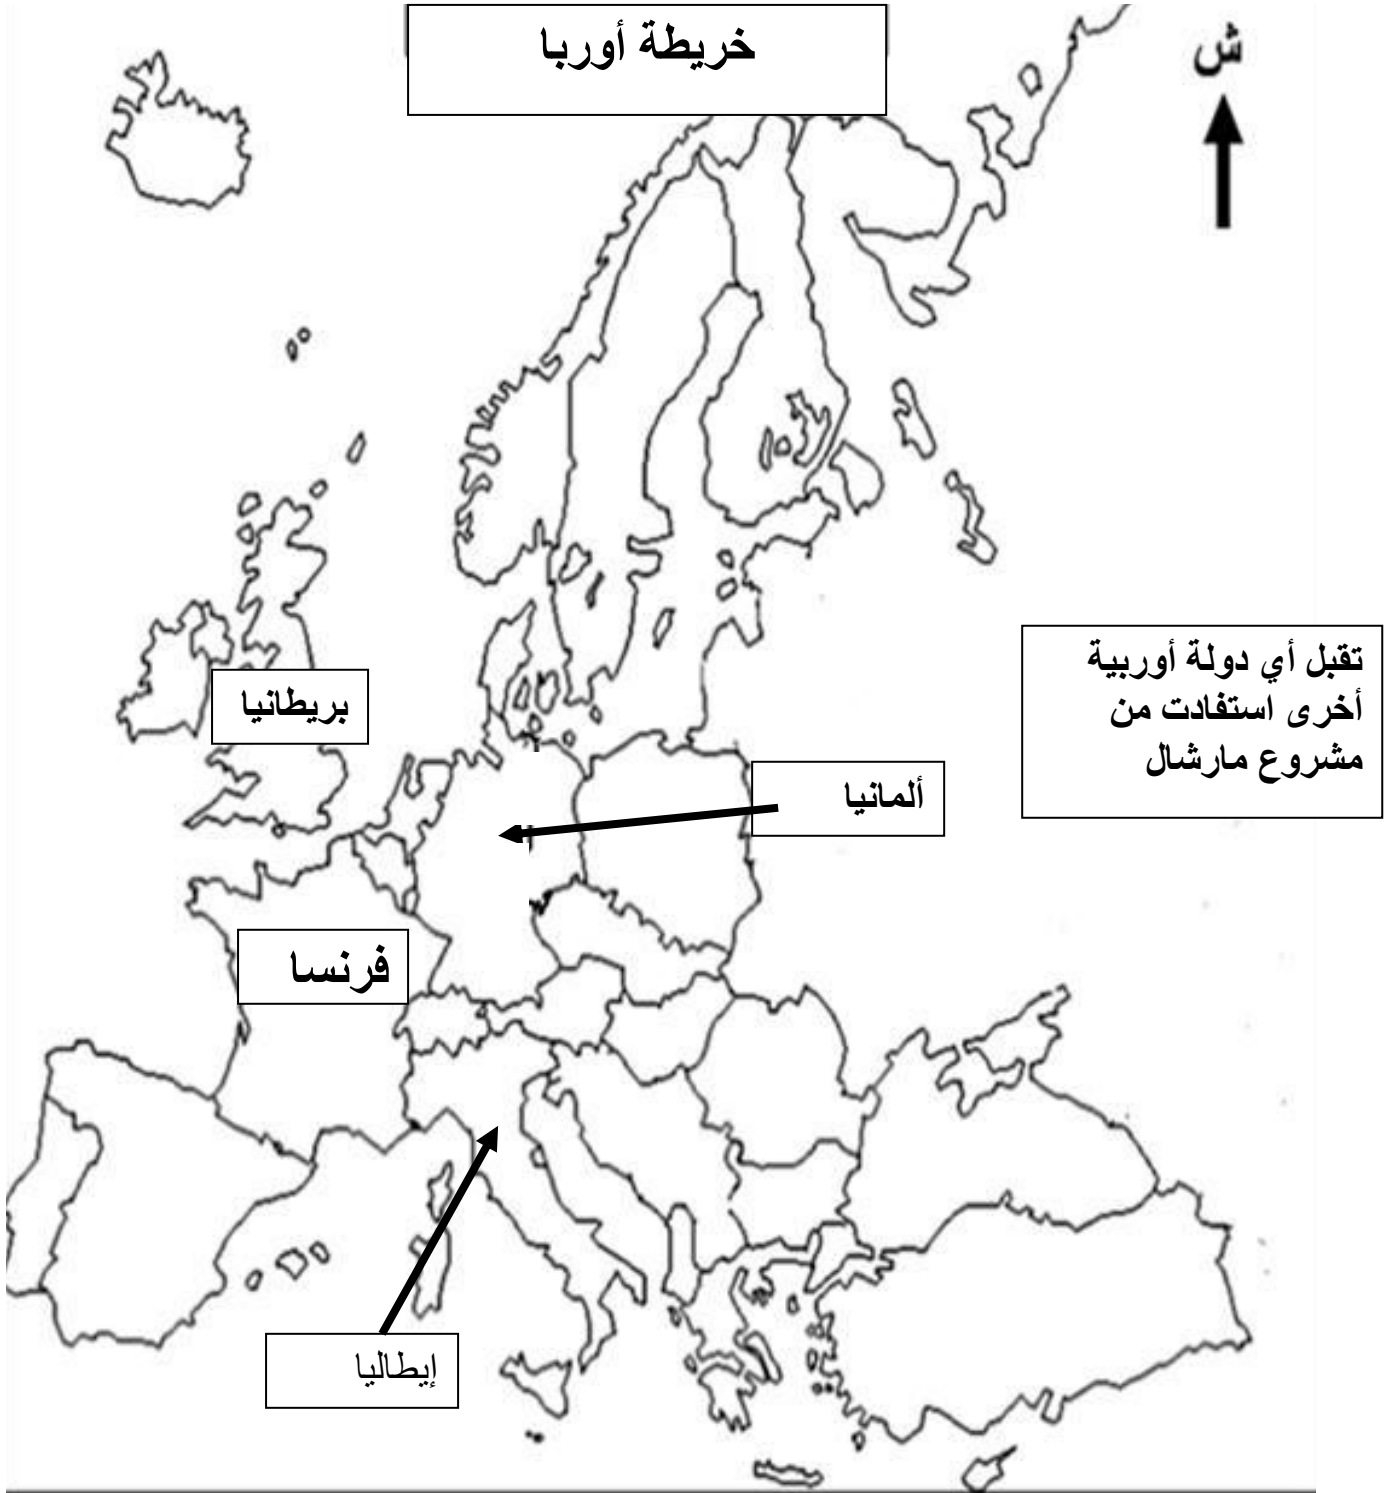 خريطة أوربا
ش
تقبل أي دولة أوربية
أخرى استفادت من
مشروع مارشال
بريطانيا
ألمانيا
فرنسا
إيطاليا